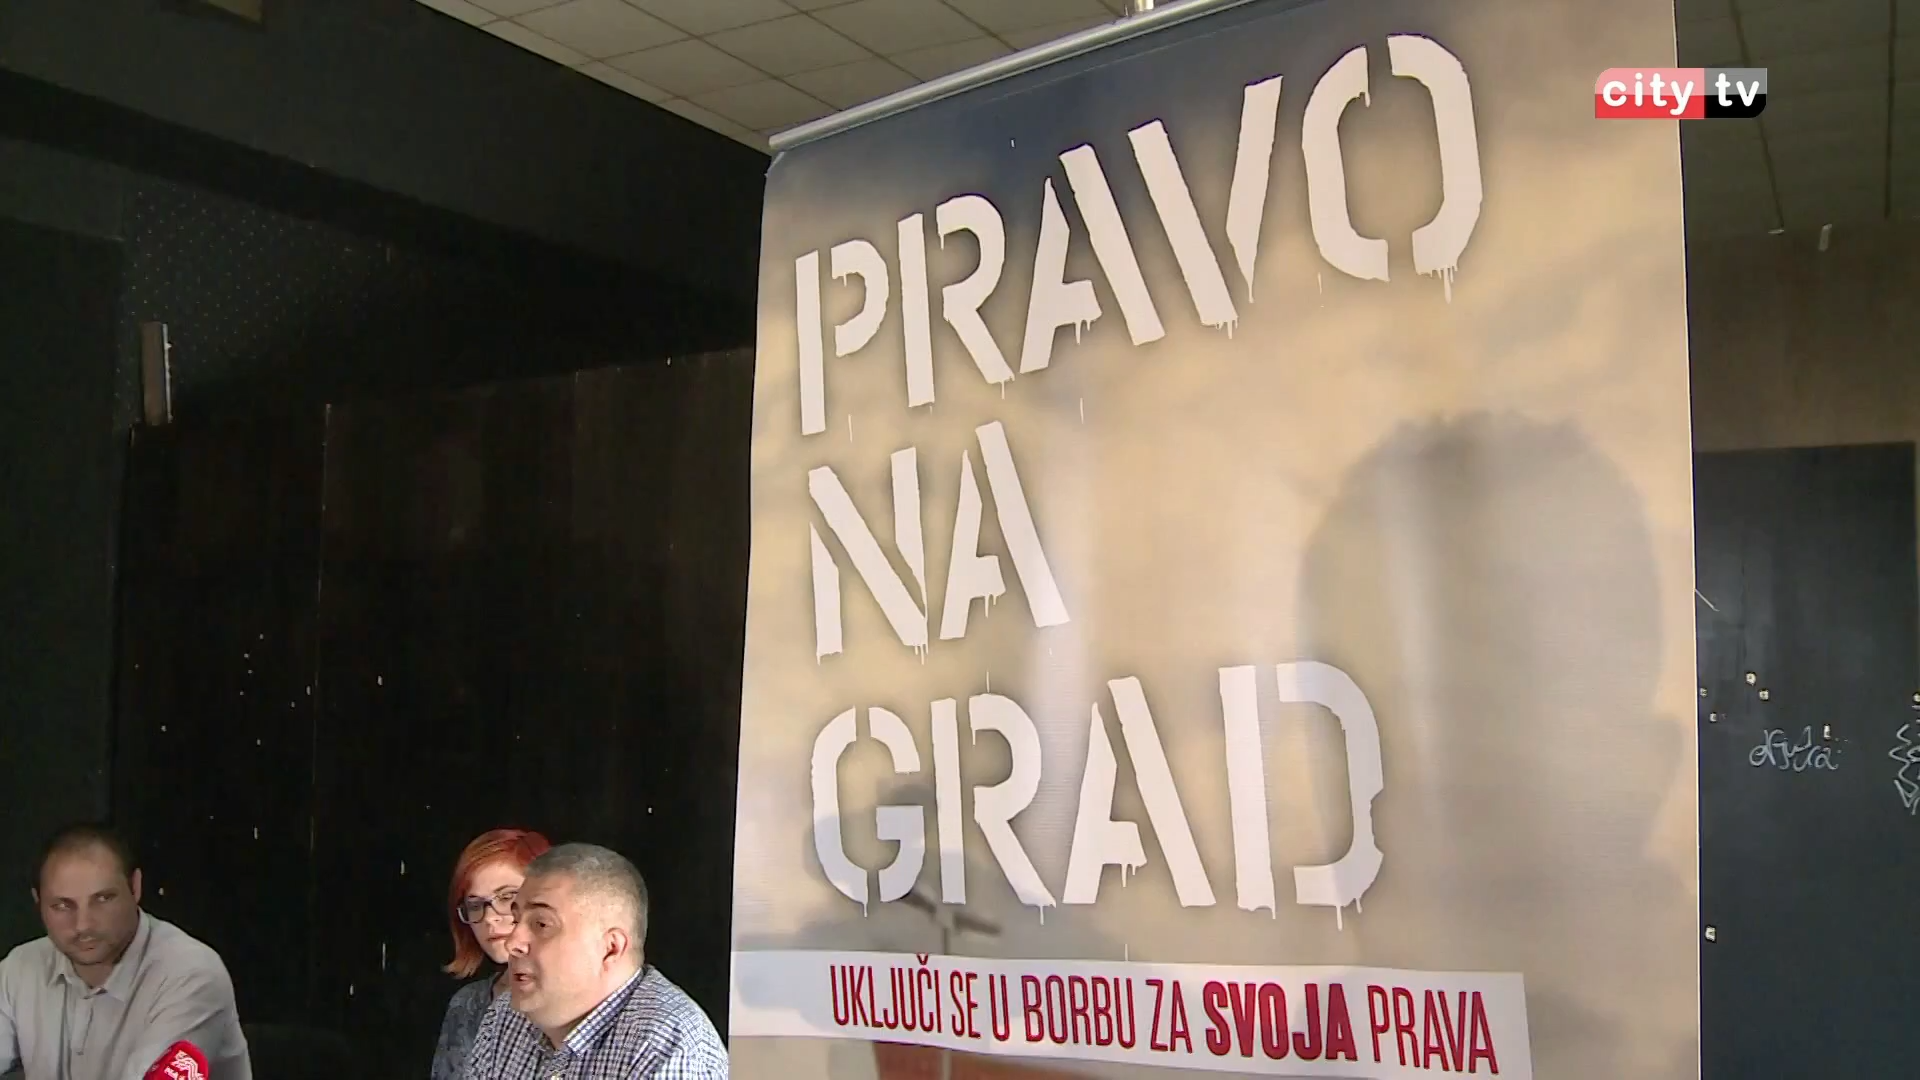 city tv
PRAVO
NA
GRAD
UKLJUČI SE U BORBU ZA SVOJA PRAVA